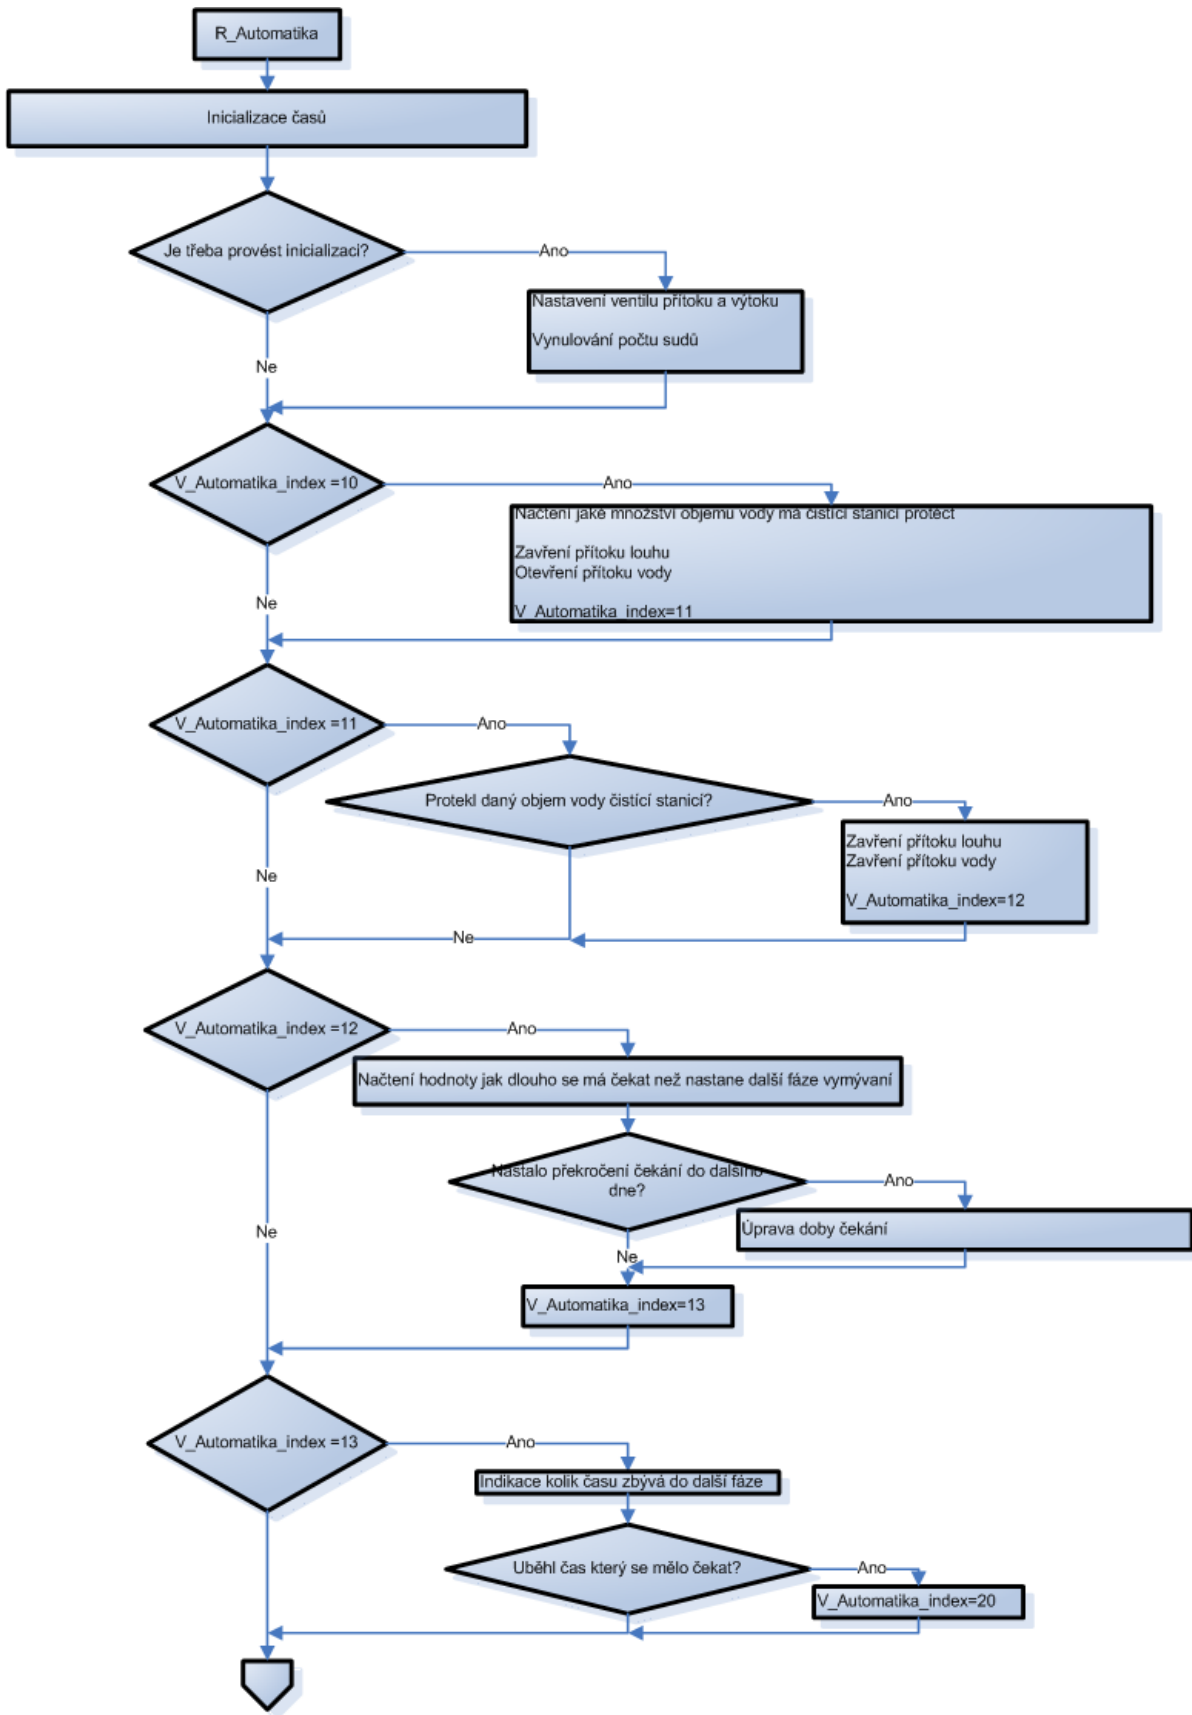 R_Automatika
Inicializace časů
Je třeba provést inicializaci?
Ano
Nastavení ventilu přítoku a výtoku
Vynulování počtu sudů
Ne
V_Automatika_index =10
Ano
Načtení jaké množství objemu vody má čistící stanicí protéct
Zavření přítoku louhu
Otevření přítoku vody
V_Automatika_index=11
Ne
V_Automatika_index =11
Ano
Protekl daný objem vody čistící stanicí?
Ano
Zavření přítoku louhu
Zavření přítoku vody
V_Automatika_index=12
Ne
Ne
V_Automatika_index =12
Ano
Načtení hodnoty jak dlouho se má čekat než nastane další fáze vymývaní
Nastalo překročení čekání do dalšího
dne?
Ano
Úprava doby čekání
Ne
Ne
V_Automatika_index=13
V_Automatika_index =13
Ano
Indikace kolik času zbývá do další fáze
Uběhl čas který se mělo čekat?
Ano
V_Automatika_index=20